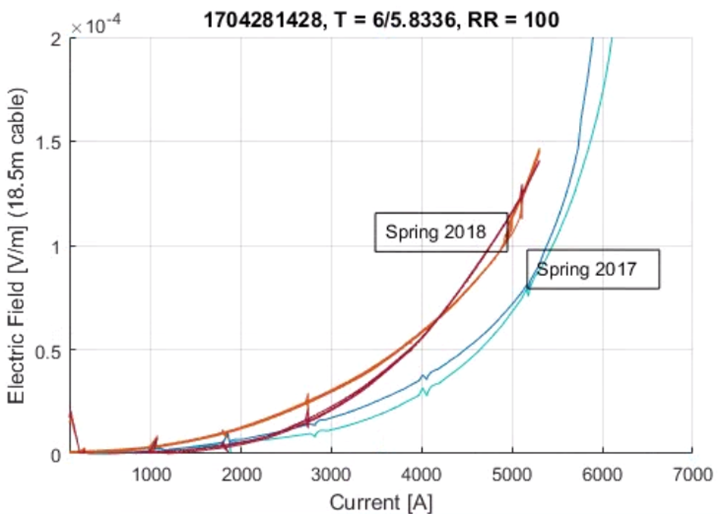 1704281428, T = 6/5.8336, RR = 100
×10⁻⁴
2
1.5
1
0.5
0
Electric Field [V/m] (18.5m cable)
Spring 2018
Spring 2017
1000 2000 3000 4000 5000 6000 7000
Current [A]